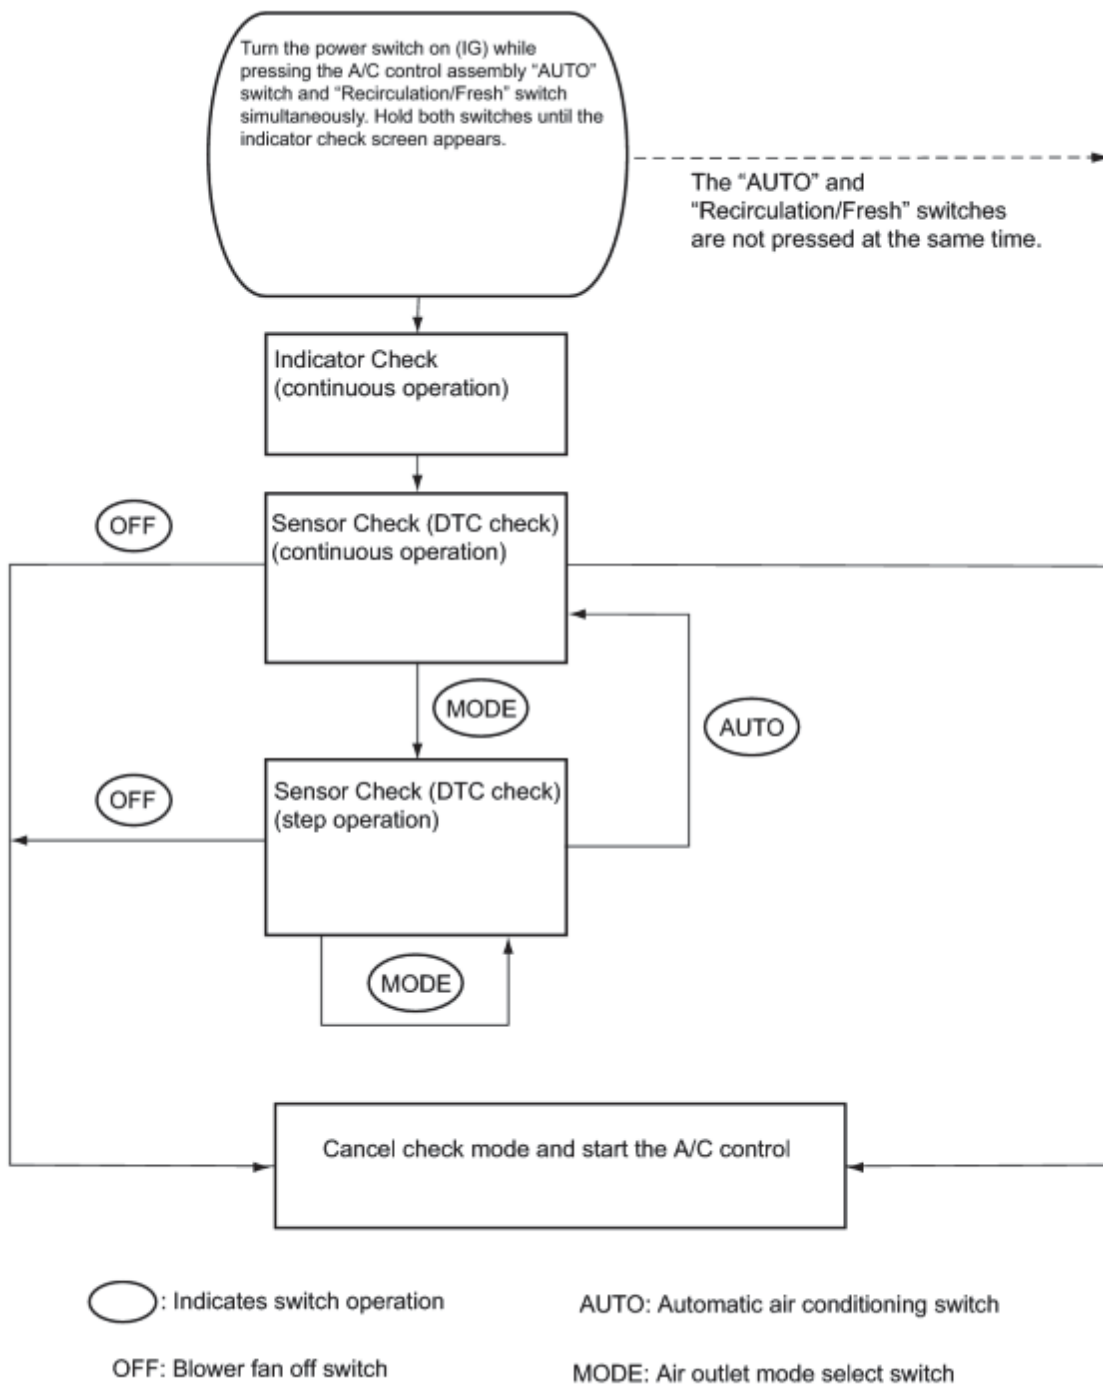 Turn the power switch on (IG) while
pressing the A/C control assembly “AUTO”
switch and “Recirculation/Fresh” switch
simultaneously. Hold both switches until the
indicator check screen appears.
The “AUTO” and
“Recirculation/Fresh” switches
are not pressed at the same time.
Indicator Check
(continuous operation)
OFF
Sensor Check (DTC check)
(continuous operation)
MODE
AUTO
OFF
Sensor Check (DTC check)
(step operation)
MODE
Cancel check mode and start the A/C control
: Indicates switch operation
AUTO: Automatic air conditioning switch
OFF: Blower fan off switch
MODE: Air outlet mode select switch